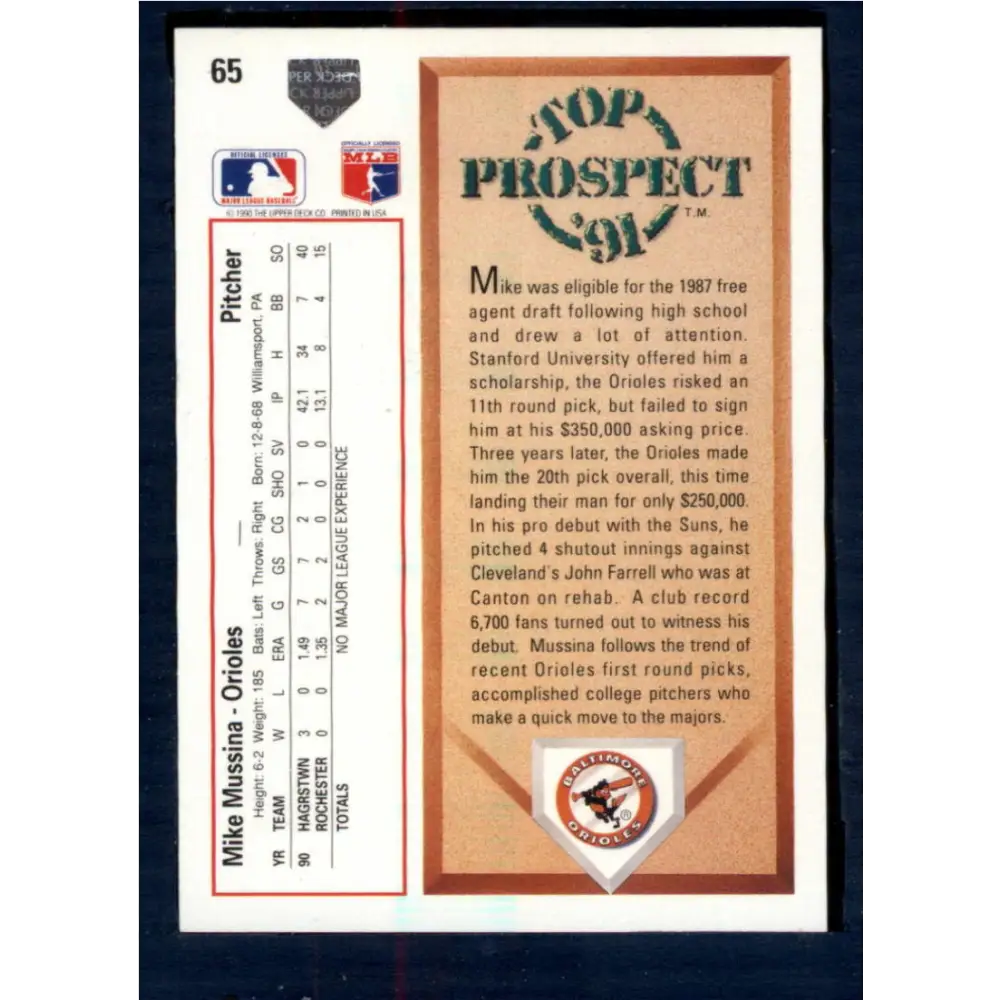 65
PER DECK
UPPER
OFFICIAL LICENSEE
MAJOR LEAGUE BASEBALL
OFFICIALLY LICENSED
MLB
© 1990 THE UPPER DECK CO. PRINTED IN USA
Mike Mussina - Orioles Pitcher
Height: 6-2 Weight: 185 Bats: Left Throws: Right Born: 12-8-68 Williamsport, PA
YR TEAM W L ERA G GS CG SHO SV IP H BB SO
90 HAGRSTWN 3 0 1.49 7 7 2 1 0 42.1 34 7 40
ROCHESTER 0 0 1.35 2 2 0 0 0 13.1 8 4 15
TOTALS NO MAJOR LEAGUE EXPERIENCE
TOP
PROSPECT
'91 T.M.
Mike was eligible for the 1987 free
agent draft following high school
and drew a lot of attention.
Stanford University offered him a
scholarship, the Orioles risked an
11th round pick, but failed to sign
him at his $350,000 asking price.
Three years later, the Orioles made
him the 20th pick overall, this time
landing their man for only $250,000.
In his pro debut with the Suns, he
pitched 4 shutout innings against
Cleveland's John Farrell who was at
Canton on rehab. A club record
6,700 fans turned out to witness his
debut. Mussina follows the trend of
recent Orioles first round picks,
accomplished college pitchers who
make a quick move to the majors.
BALTIMORE
ORIOLES
®